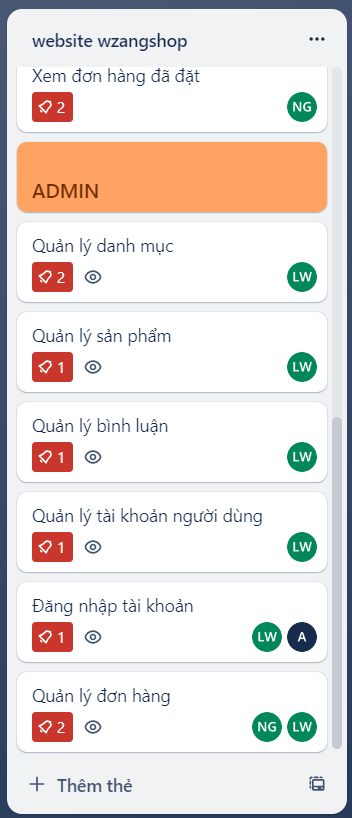 website wzangshop
Xem đơn hàng đã đặt
2
NG
ADMIN
Quản lý danh mục
2
LW
Quản lý sản phẩm
1
LW
Quản lý bình luận
1
LW
Quản lý tài khoản người dùng
1
LW
Đăng nhập tài khoản
1
LW A
Quản lý đơn hàng
2
NG LW
Thêm thẻ